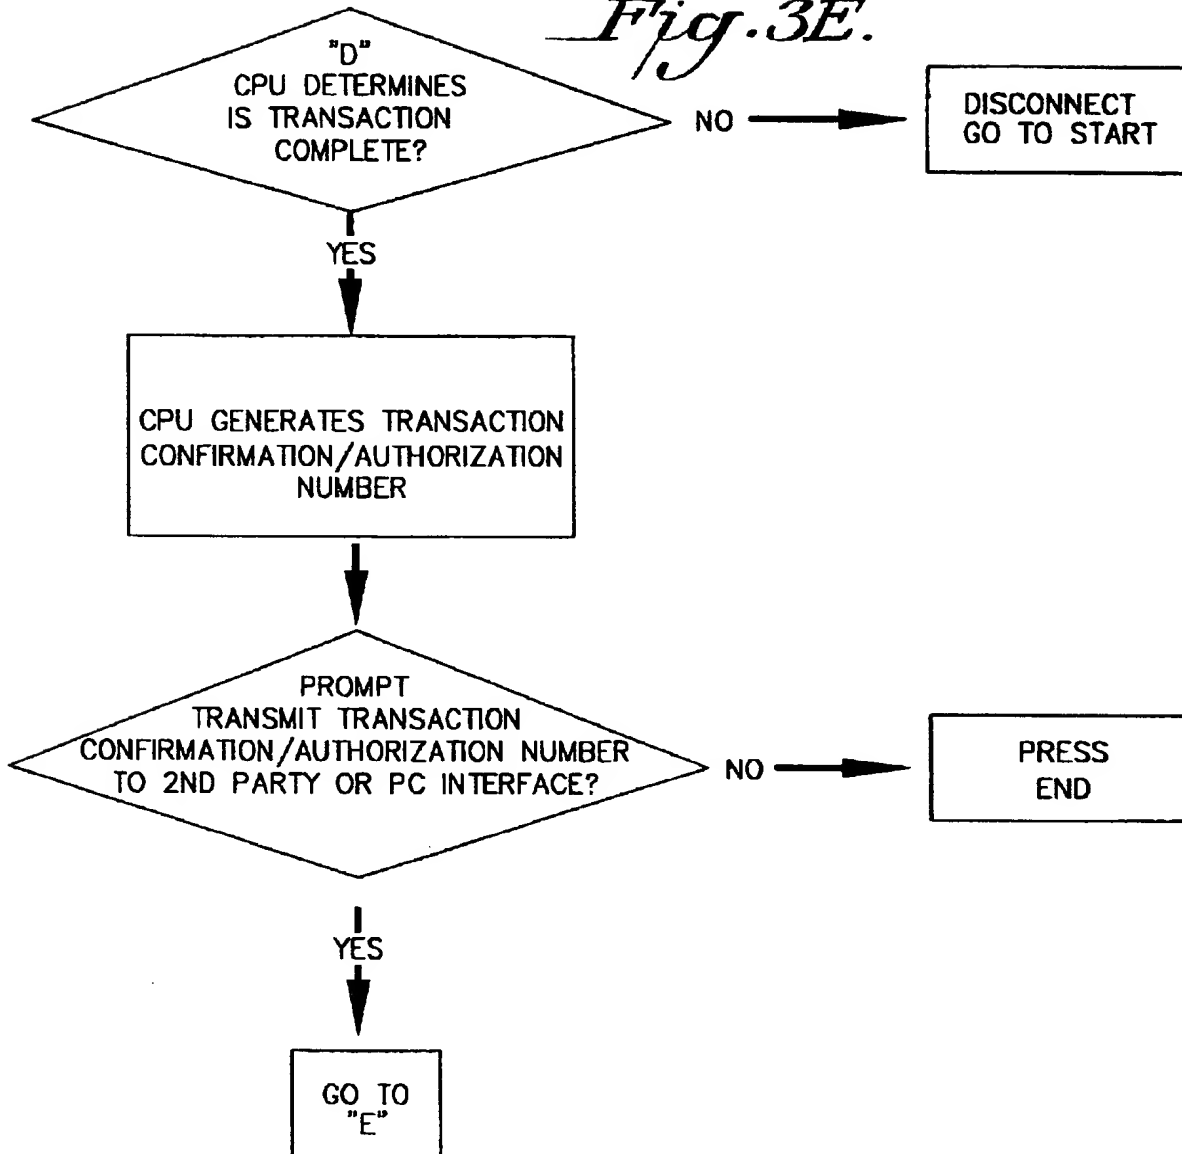 Fig. 3E.
"D"
CPU DETERMINES
IS TRANSACTION
COMPLETE?
NO
DISCONNECT
GO TO START
YES
CPU GENERATES TRANSACTION
CONFIRMATION/AUTHORIZATION
NUMBER
PROMPT
TRANSMIT TRANSACTION
CONFIRMATION/AUTHORIZATION NUMBER
TO 2ND PARTY OR PC INTERFACE?
NO
PRESS
END
YES
GO TO
"E"